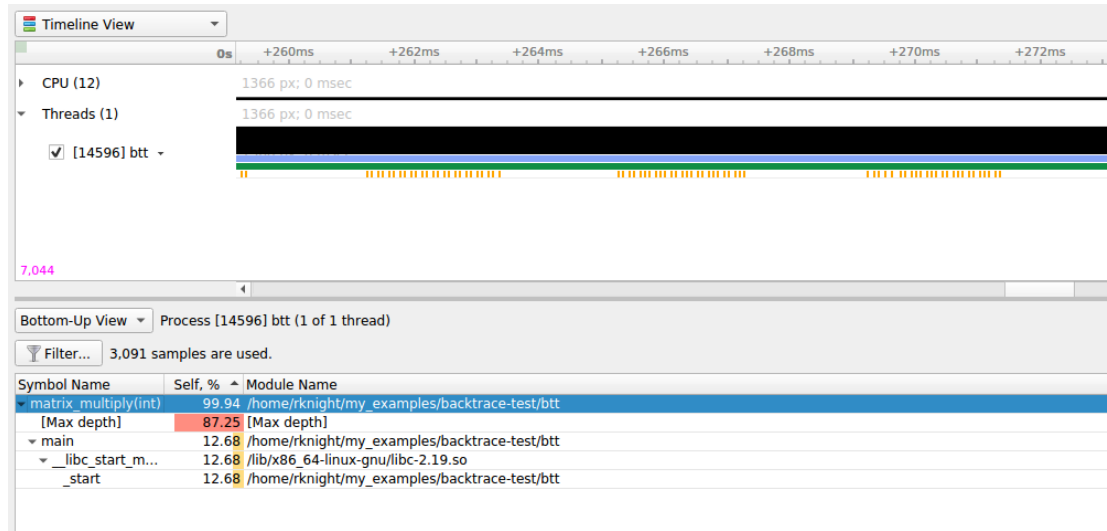 Timeline View
0s +260ms +262ms +264ms +266ms +268ms +270ms +272ms
CPU (12) 1366 px; 0 msec
Threads (1) 1366 px; 0 msec
[14596] btt
7,044
Bottom-Up View Process [14596] btt (1 of 1 thread)
Filter... 3,091 samples are used.
Symbol Name Self, % Module Name
matrix_multiply(int) 99.94 /home/rknight/my_examples/backtrace-test/btt
[Max depth] 87.25 [Max depth]
main 12.68 /home/rknight/my_examples/backtrace-test/btt
__libc_start_m... 12.68 /lib/x86_64-linux-gnu/libc-2.19.so
_start 12.68 /home/rknight/my_examples/backtrace-test/btt